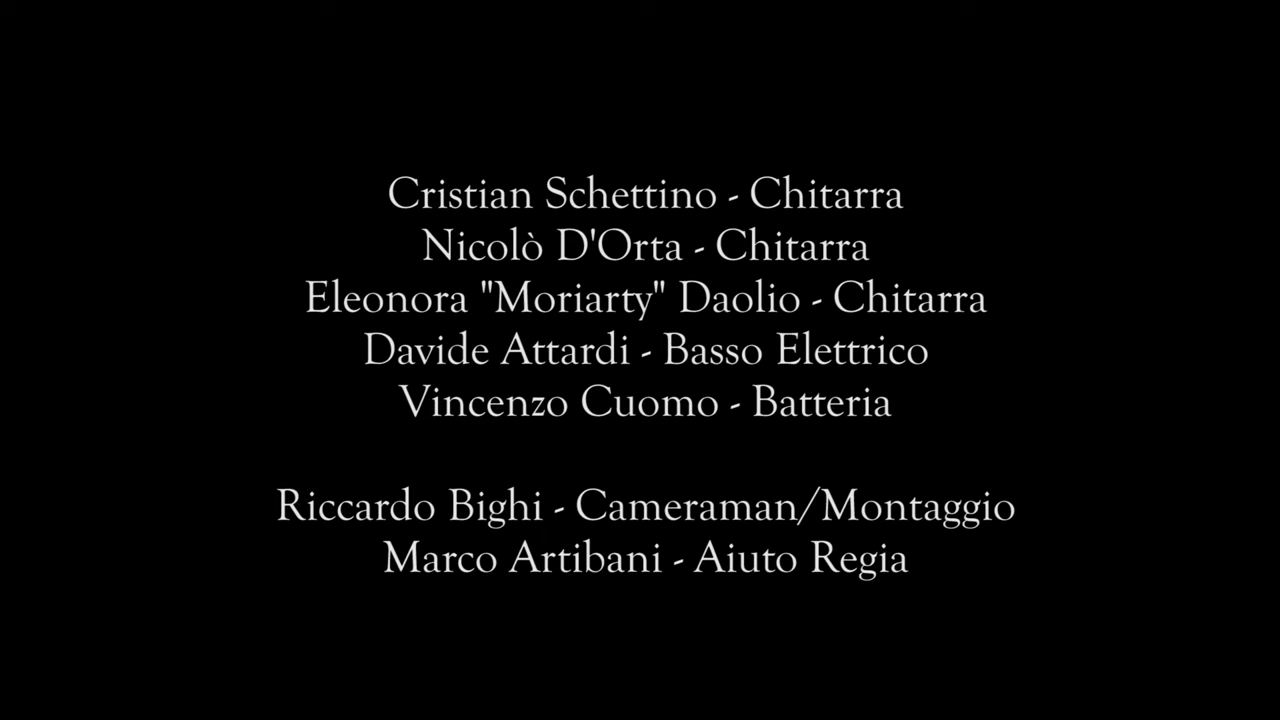 Cristian Schettino - Chitarra
Nicolò D'Orta - Chitarra
Eleonora "Moriarty" Daolio - Chitarra
Davide Attardi - Basso Elettrico
Vincenzo Cuomo - Batteria
Riccardo Bighi - Cameraman/Montaggio
Marco Artibani - Aiuto Regia